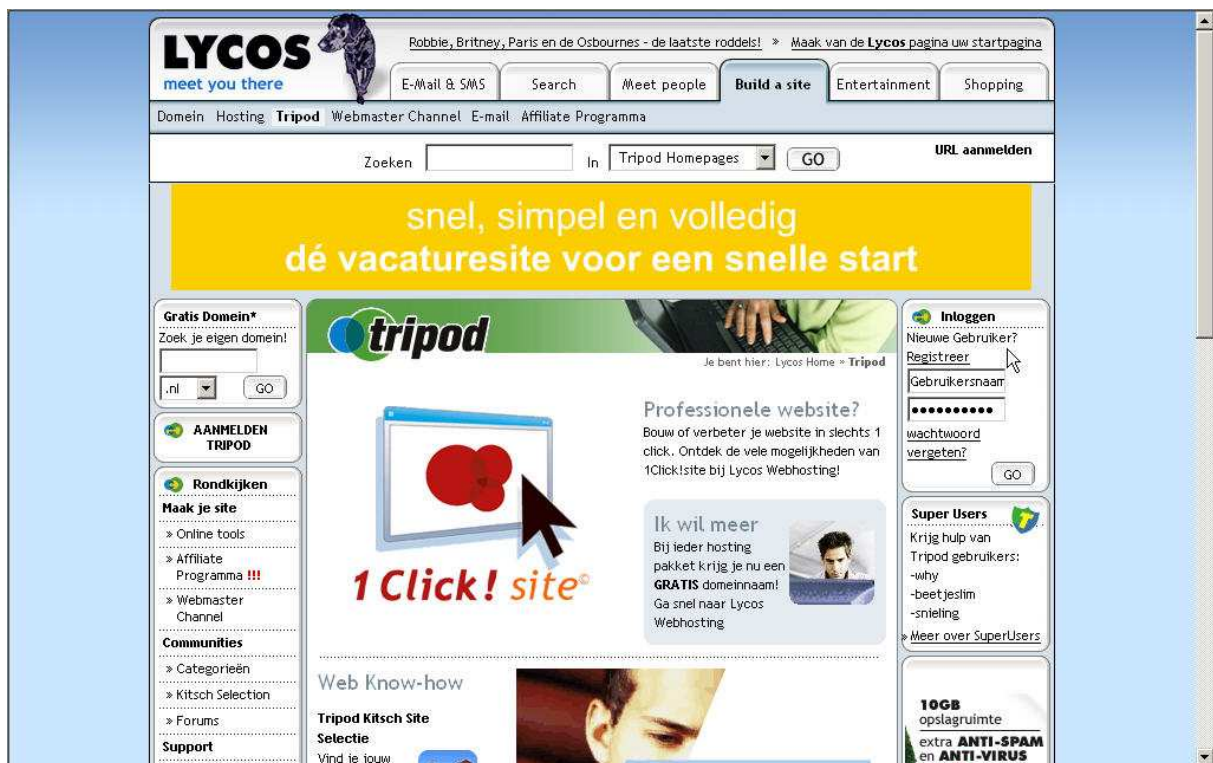 LYCOS
meet you there
Robbie, Britney, Paris en de Osbournes - de laatste roddels! » Maak van de Lycos pagina uw startpagina
E-Mail & SMS Search Meet people Build a site Entertainment Shopping
Domein Hosting Tripod Webmaster Channel E-mail Affiliate Programma
Zoeken In Tripod Homepages GO URL aanmelden
snel, simpel en volledig
dé vacaturesite voor een snelle start
Gratis Domein*
Zoek je eigen domein!
.nl GO
AANMELDEN
TRIPOD
Rondkijken
Maak je site
» Online tools
» Affiliate
Programma !!!
» Webmaster
Channel
Communities
» Categorieën
» Kitsch Selection
» Forums
Support
tripod
Je bent hier: Lycos Home » Tripod
1 Click! site©
Professionele website?
Bouw of verbeter je website in slechts 1
click. Ontdek de vele mogelijkheden van
1Click!site bij Lycos Webhosting!
Ik wil meer
Bij ieder hosting
pakket krijg je nu een
GRATIS domeinnaam!
Ga snel naar Lycos
Webhosting
Web Know-how
Tripod Kitsch Site
Selectie
Vind je jouw
Inloggen
Nieuwe Gebruiker?
Registreer
Gebruikersnaam
wachtwoord
vergeten?
GO
Super Users
Krijg hulp van
Tripod gebruikers:
-why
-beetjeslim
-snieling
» Meer over SuperUsers
10GB
opslagruimte
extra ANTI-SPAM
en ANTI-VIRUS